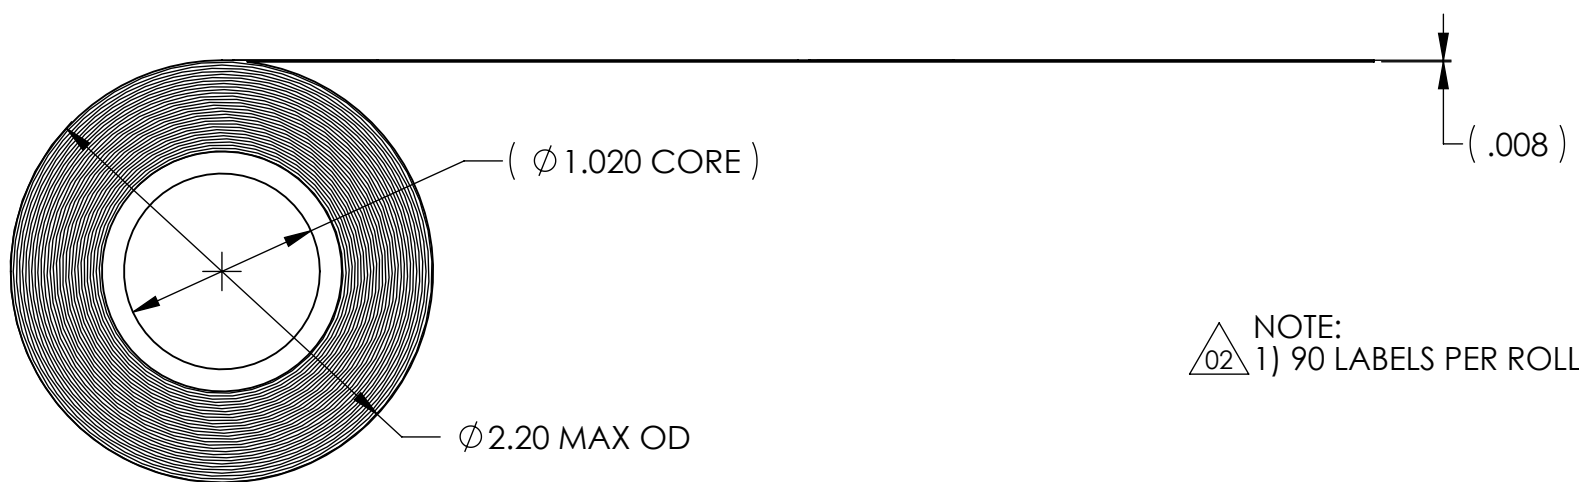 ( ∅1.020 CORE )
( .008 )
NOTE:
02 1) 90 LABELS PER ROLL
∅2.20 MAX OD